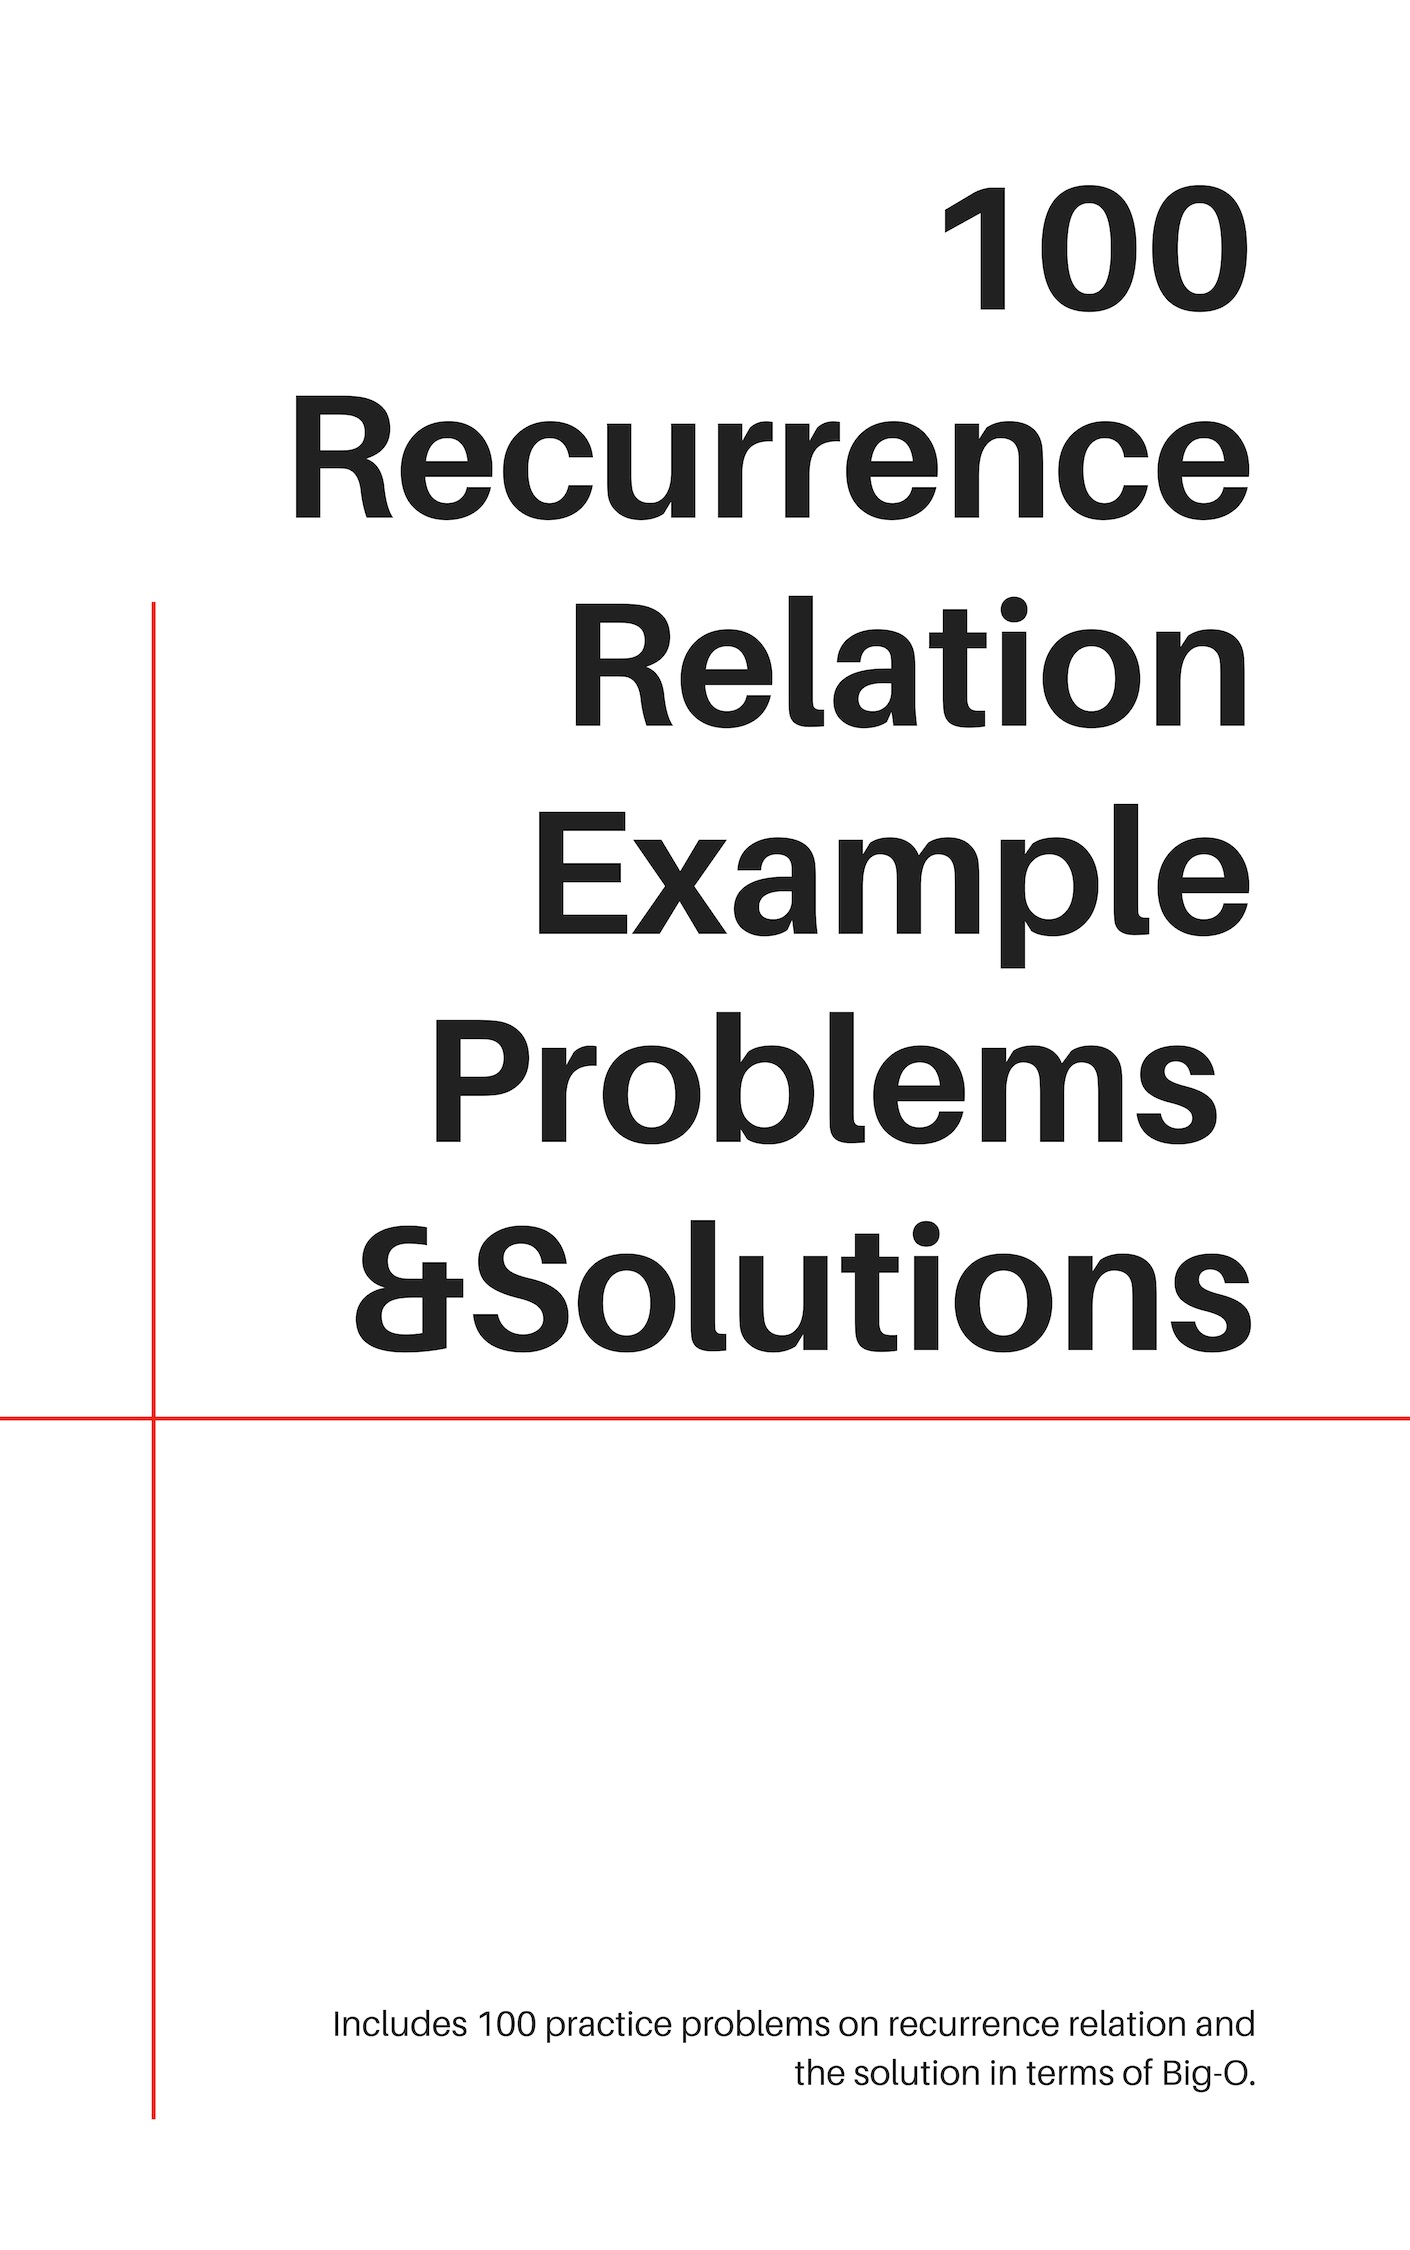 100
Recurrence
Relation
Example
Problems
&Solutions
Includes 100 practice problems on recurrence relation and
the solution in terms of Big-O.